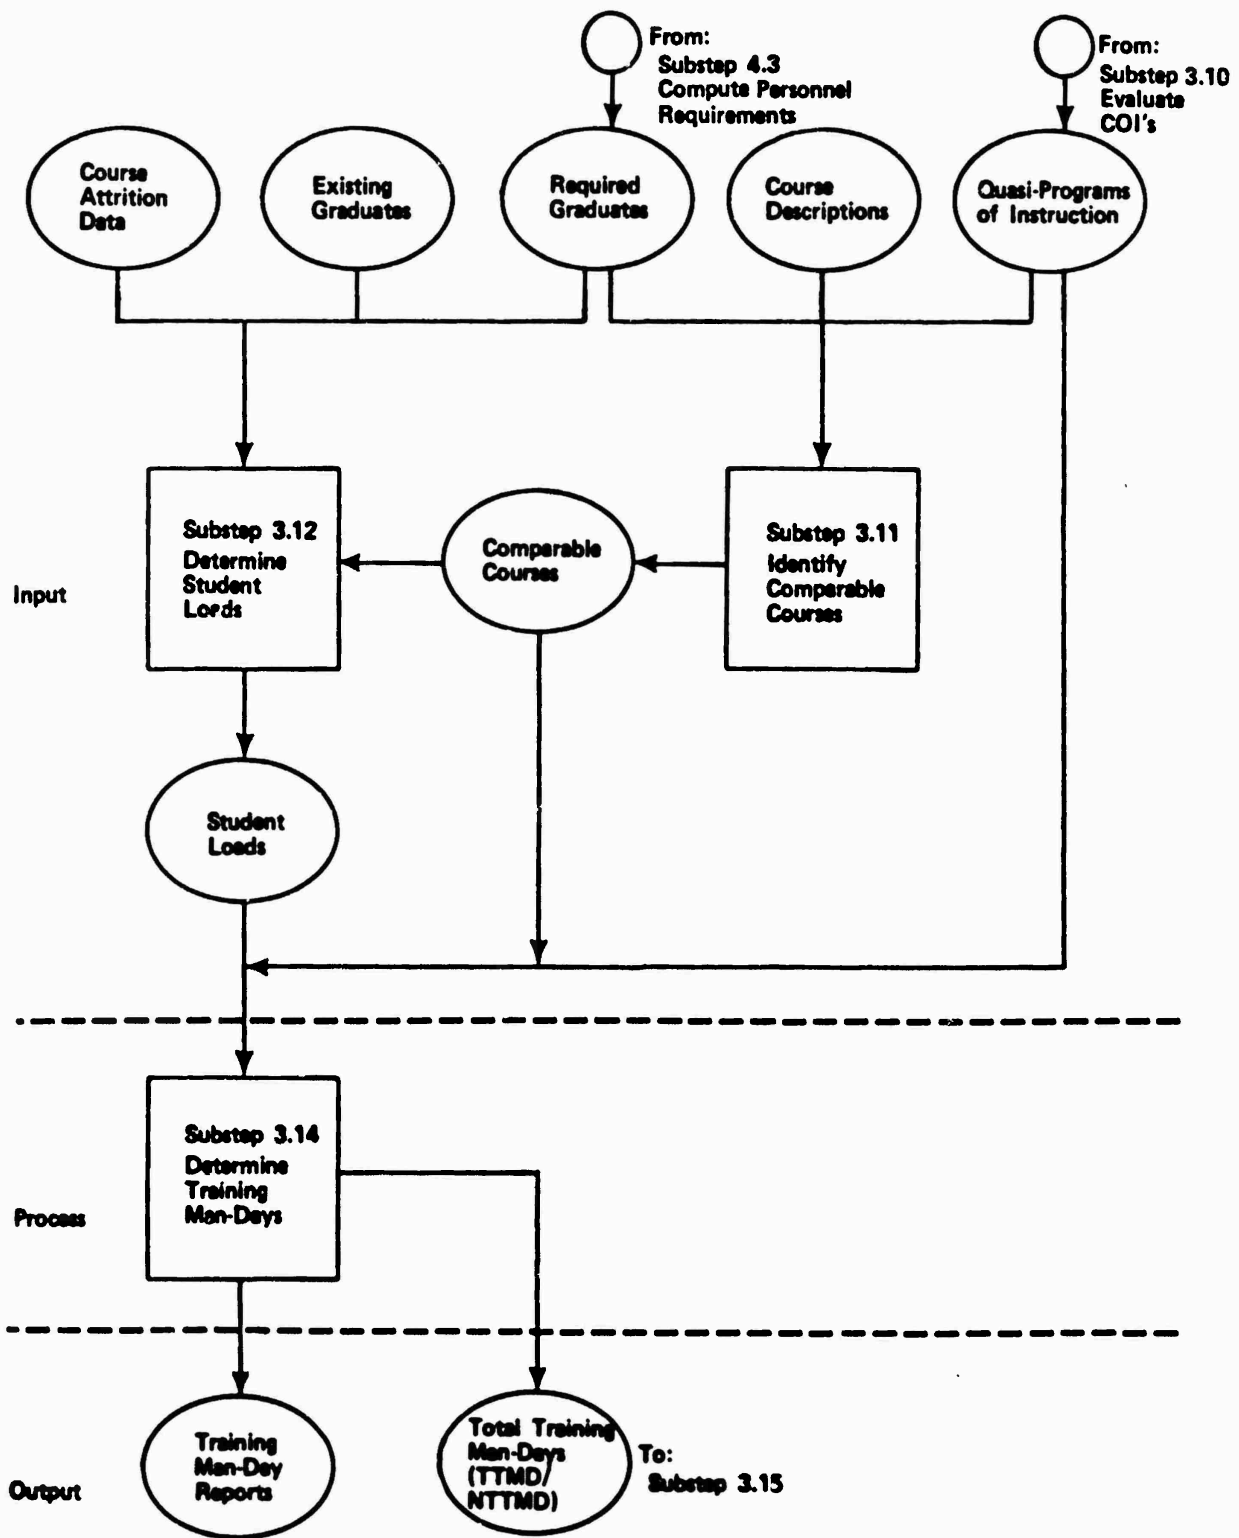 From:
Substep 4.3
Compute Personnel
Requirements
From:
Substep 3.10
Evaluate
COI's
Course
Attrition
Data
Existing
Graduates
Required
Graduates
Course
Descriptions
Quasi-Programs
of Instruction
Input
Substep 3.12
Determine
Student
Loads
Comparable
Courses
Substep 3.11
Identify
Comparable
Courses
Student
Loads
Process
Substep 3.14
Determine
Training
Man-Days
Output
Training
Man-Day
Reports
Total Training
Man-Days
(TTMD/
NTTMD)
To:
Substep 3.15